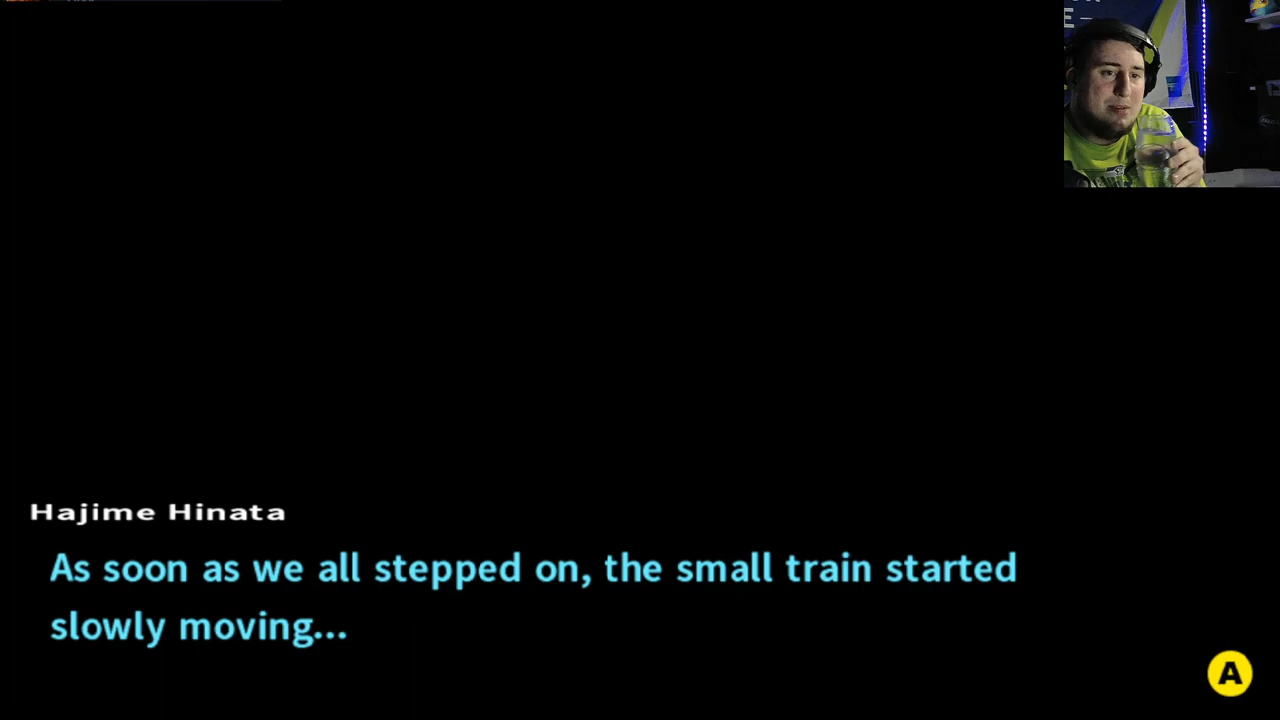 Hajime Hinata
As soon as we all stepped on, the small train started
slowly moving...
A